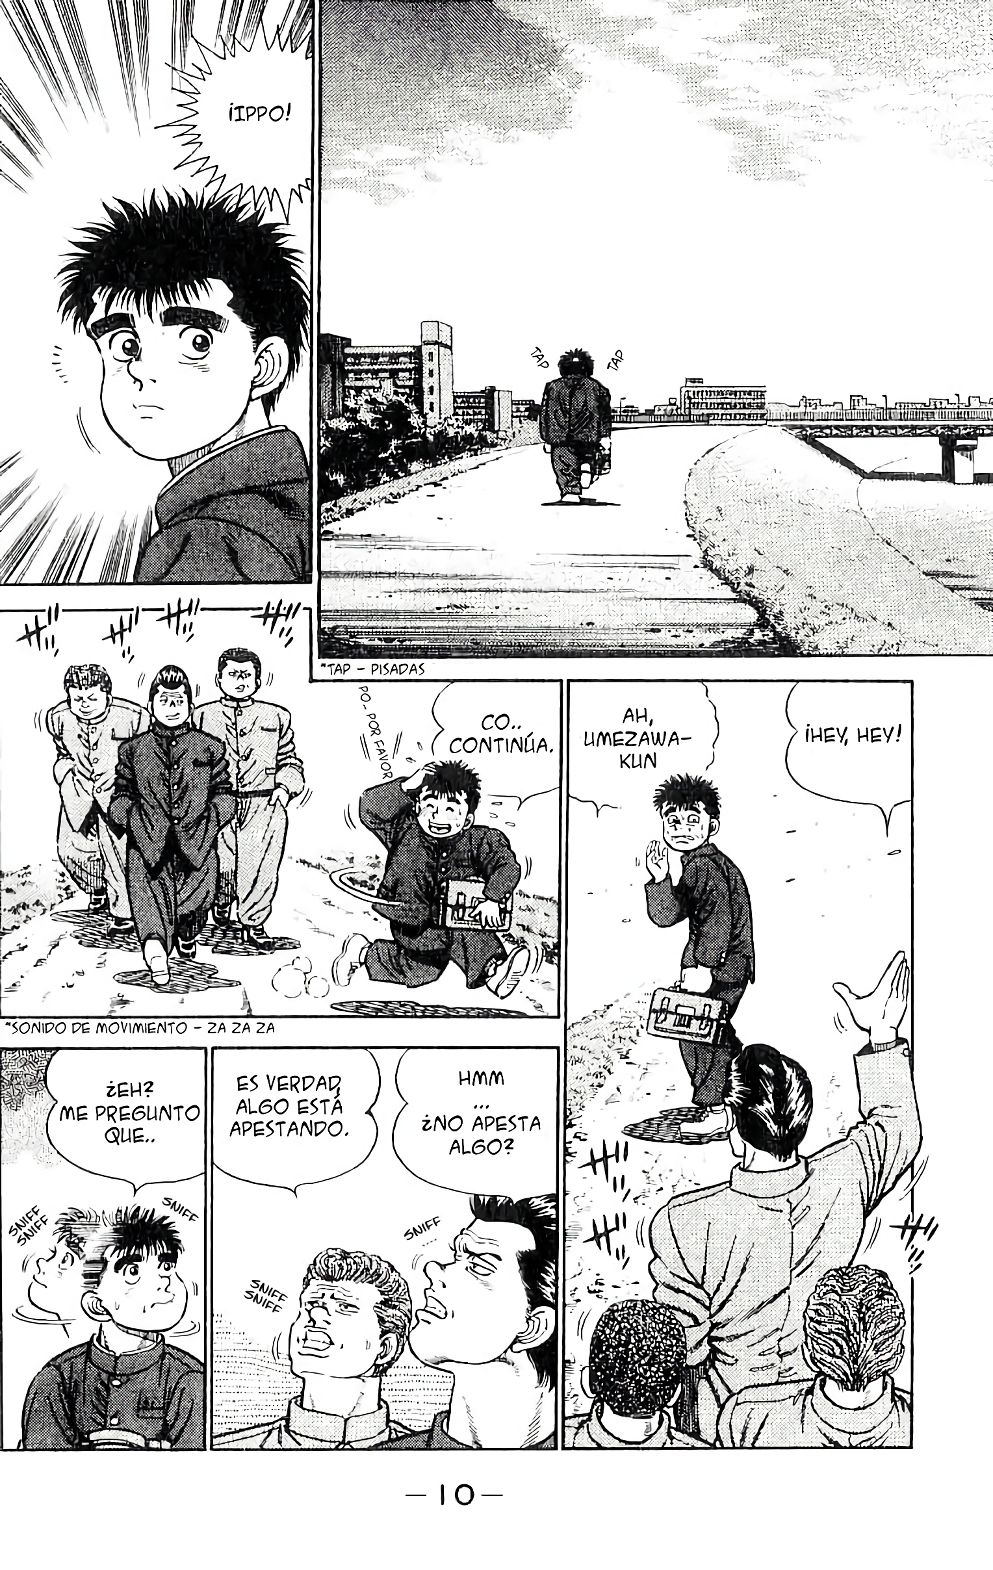 TAP
TAP
*TAP - PISADAS
¡IPPO!
¡HEY, HEY!
AH,
UMEZAWA-
KUN
CO..
CONTINÚA.
PO- POR FAVOR
*SONIDO DE MOVIMIENTO - ZA ZA ZA
HMM
...
¿NO APESTA
ALGO?
SNIFF
ES VERDAD,
ALGO ESTÁ
APESTANDO.
SNIFF
SNIFF
¿EH?
ME PREGUNTO
QUE..
SNIFF
SNIFF
SNIFF
— 10 —